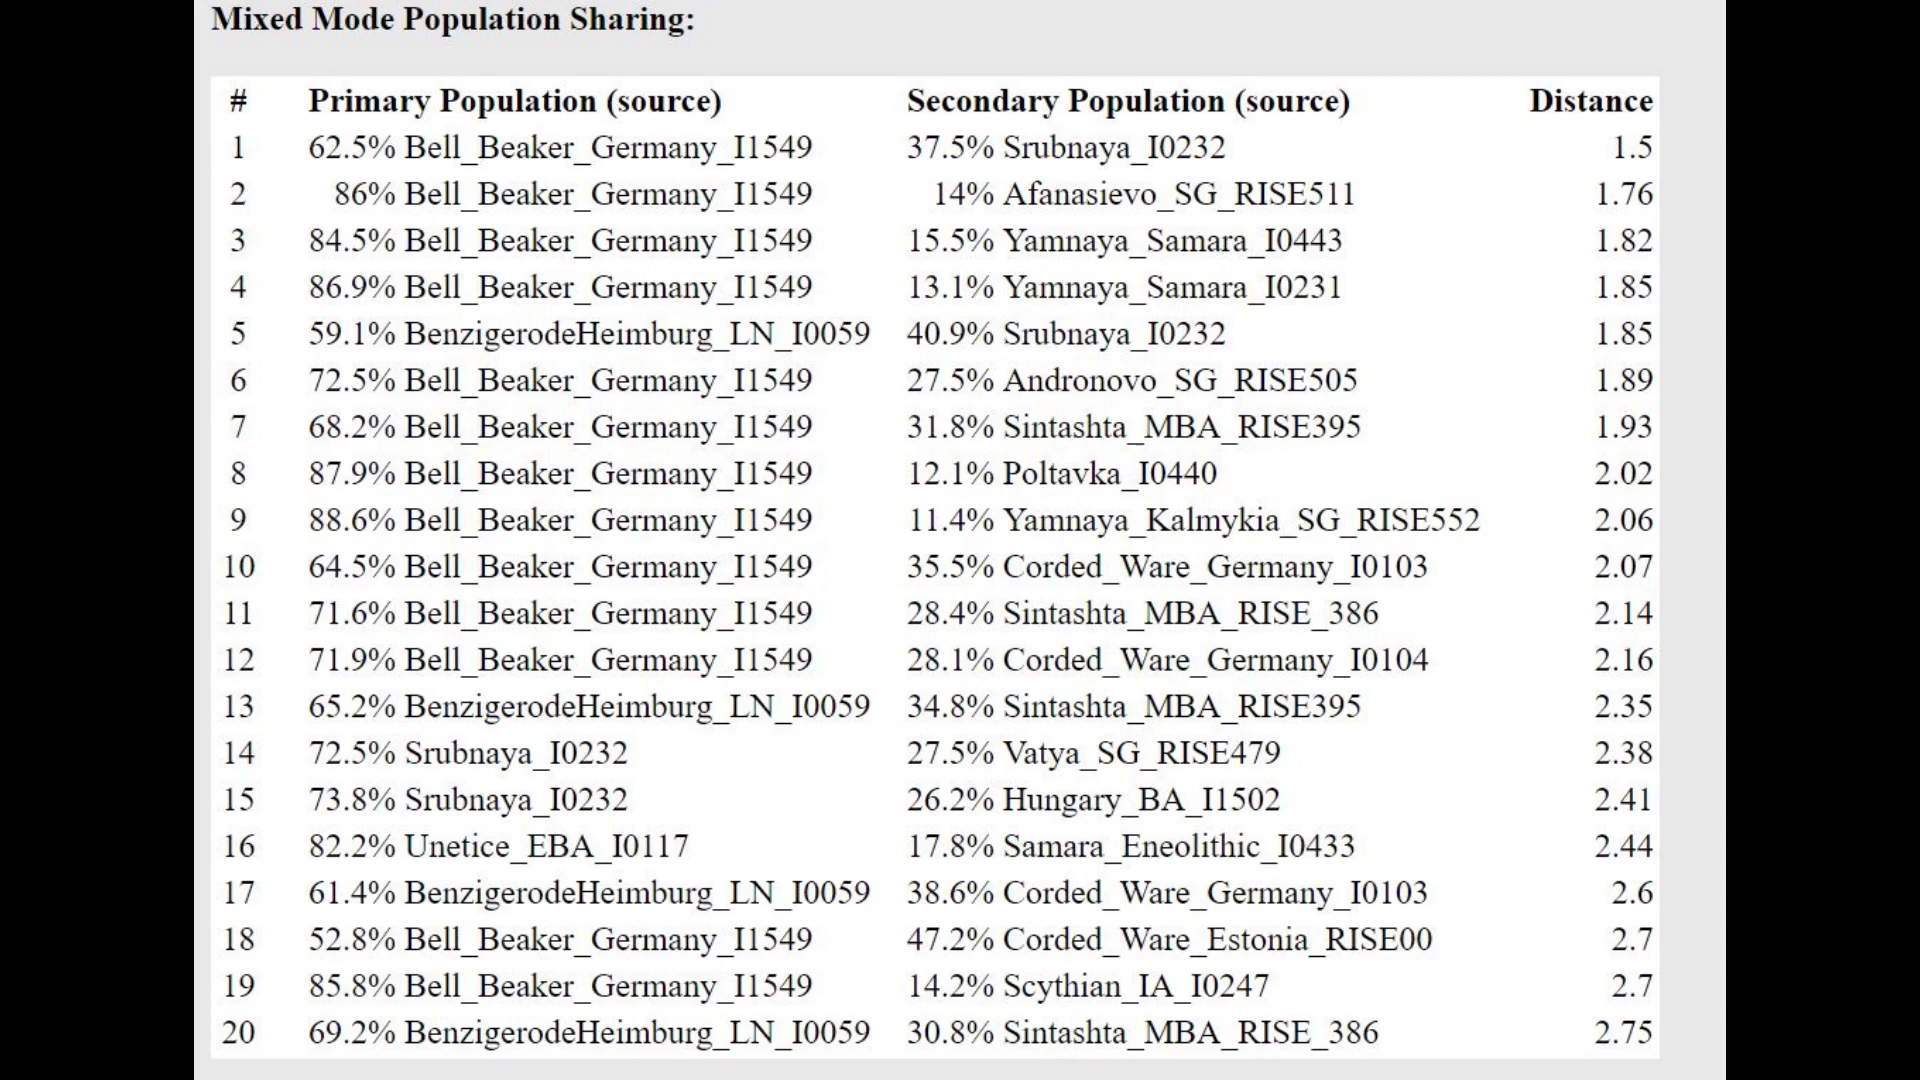 Mixed Mode Population Sharing:
# Primary Population (source) Secondary Population (source) Distance
1 62.5% Bell_Beaker_Germany_I1549 37.5% Srubnaya_I0232 1.5
2 86% Bell_Beaker_Germany_I1549 14% Afanasievo_SG_RISE511 1.76
3 84.5% Bell_Beaker_Germany_I1549 15.5% Yamnaya_Samara_I0443 1.82
4 86.9% Bell_Beaker_Germany_I1549 13.1% Yamnaya_Samara_I0231 1.85
5 59.1% BenzigerodeHeimburg_LN_I0059 40.9% Srubnaya_I0232 1.85
6 72.5% Bell_Beaker_Germany_I1549 27.5% Andronovo_SG_RISE505 1.89
7 68.2% Bell_Beaker_Germany_I1549 31.8% Sintashta_MBA_RISE395 1.93
8 87.9% Bell_Beaker_Germany_I1549 12.1% Poltavka_I0440 2.02
9 88.6% Bell_Beaker_Germany_I1549 11.4% Yamnaya_Kalmykia_SG_RISE552 2.06
10 64.5% Bell_Beaker_Germany_I1549 35.5% Corded_Ware_Germany_I0103 2.07
11 71.6% Bell_Beaker_Germany_I1549 28.4% Sintashta_MBA_RISE_386 2.14
12 71.9% Bell_Beaker_Germany_I1549 28.1% Corded_Ware_Germany_I0104 2.16
13 65.2% BenzigerodeHeimburg_LN_I0059 34.8% Sintashta_MBA_RISE395 2.35
14 72.5% Srubnaya_I0232 27.5% Vatya_SG_RISE479 2.38
15 73.8% Srubnaya_I0232 26.2% Hungary_BA_I1502 2.41
16 82.2% Unetice_EBA_I0117 17.8% Samara_Eneolithic_I0433 2.44
17 61.4% BenzigerodeHeimburg_LN_I0059 38.6% Corded_Ware_Germany_I0103 2.6
18 52.8% Bell_Beaker_Germany_I1549 47.2% Corded_Ware_Estonia_RISE00 2.7
19 85.8% Bell_Beaker_Germany_I1549 14.2% Scythian_IA_I0247 2.7
20 69.2% BenzigerodeHeimburg_LN_I0059 30.8% Sintashta_MBA_RISE_386 2.75